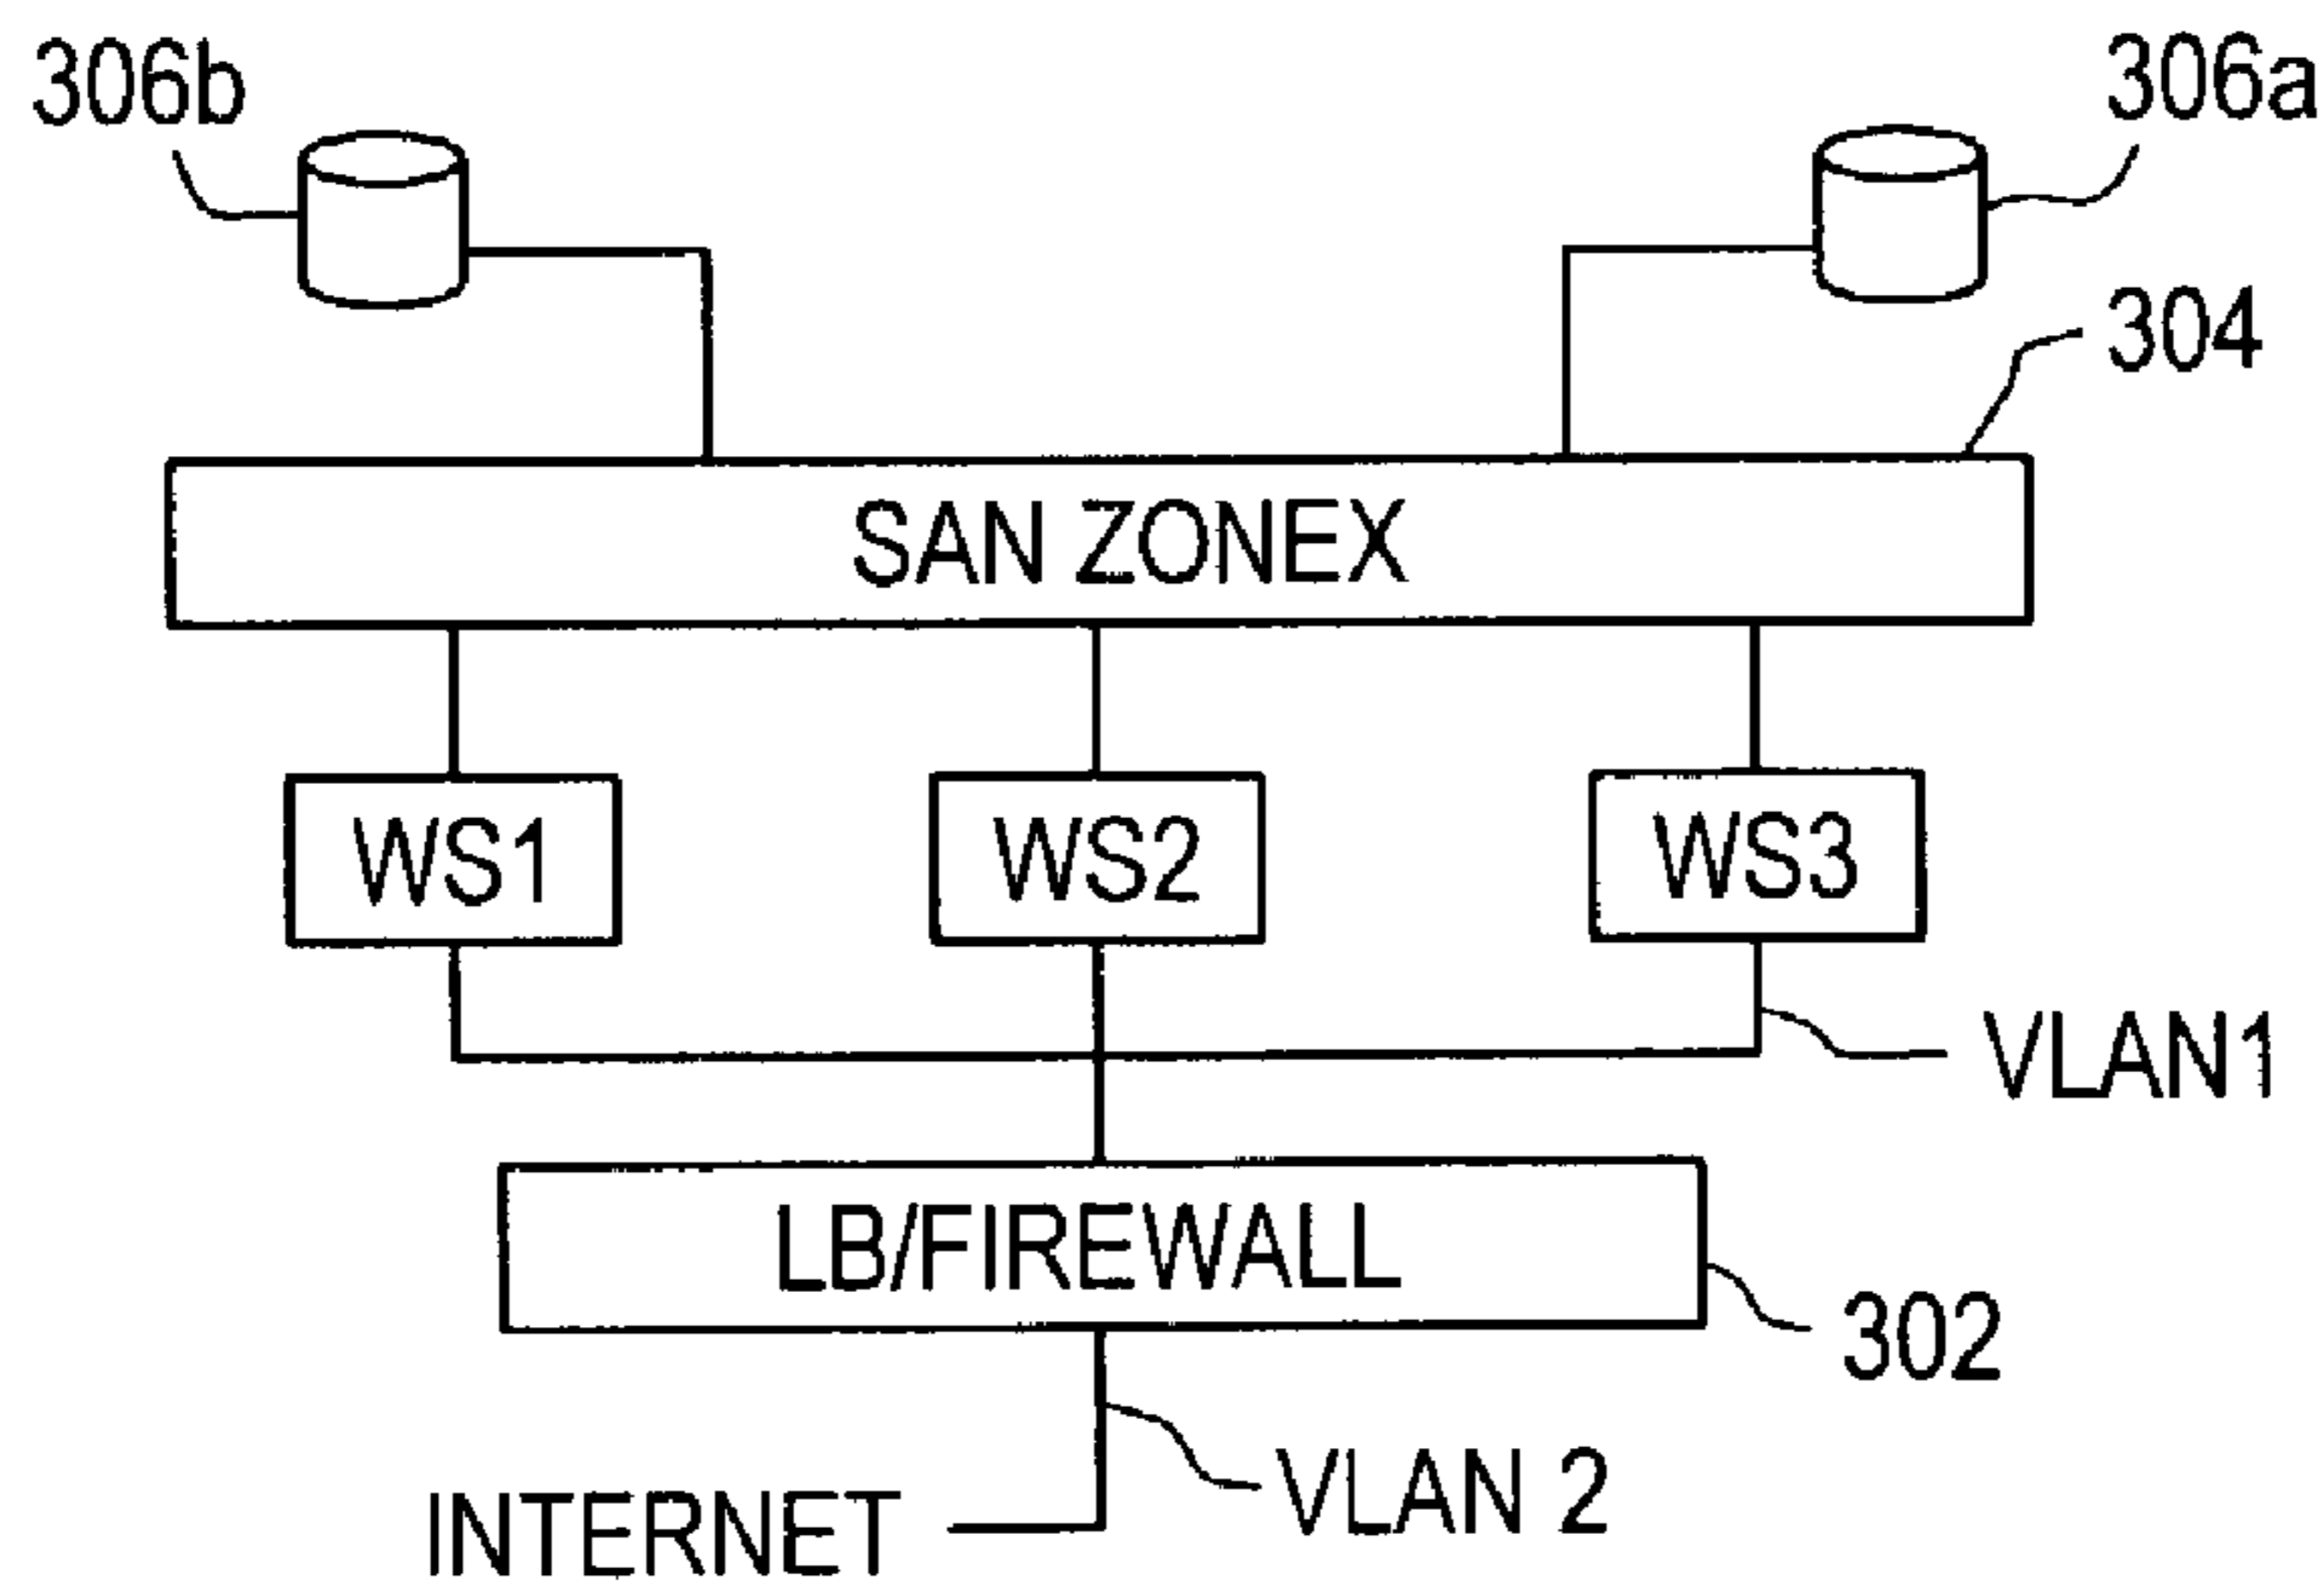 306b
306a
304
SAN ZONEX
WS1
WS2
WS3
VLAN1
LB/FIREWALL
302
VLAN 2
INTERNET